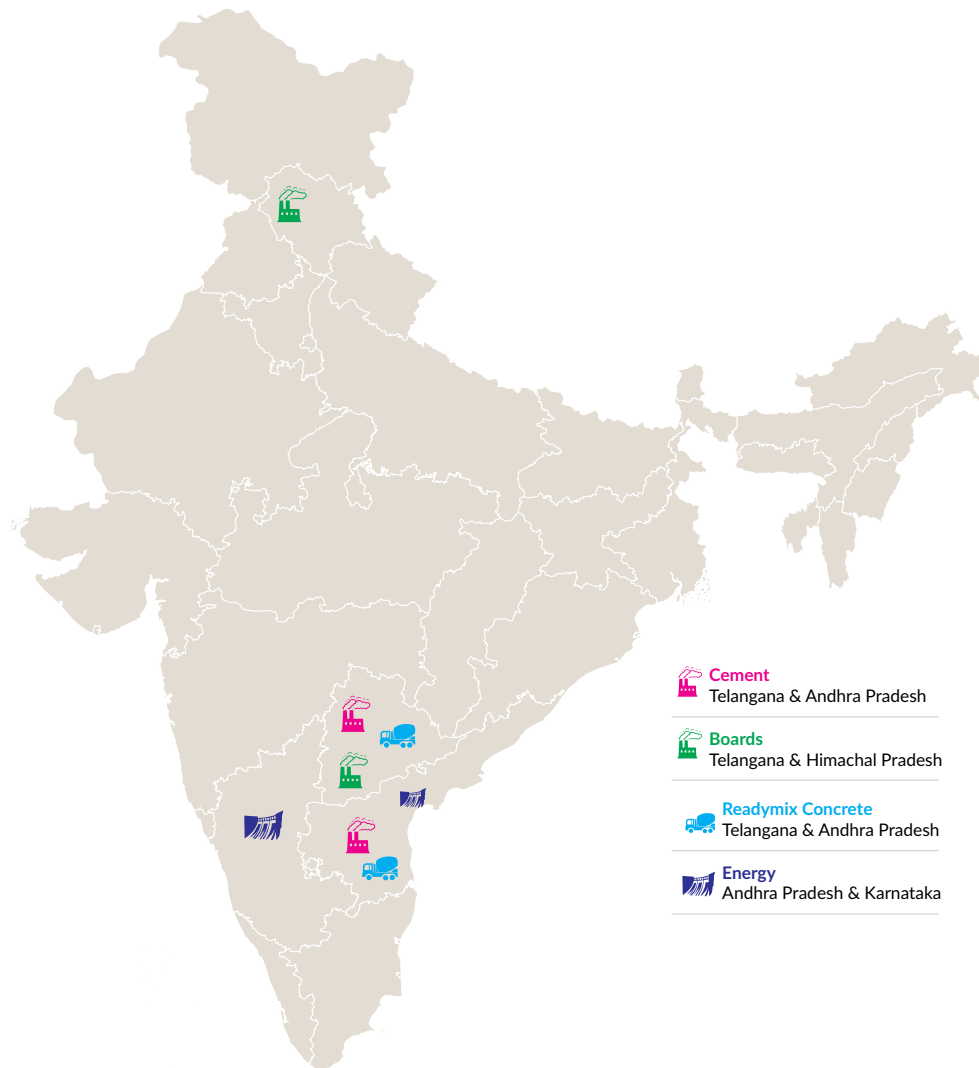 Cement
Telangana & Andhra Pradesh
Boards
Telangana & Himachal Pradesh
Readymix Concrete
Telangana & Andhra Pradesh
Energy
Andhra Pradesh & Karnataka